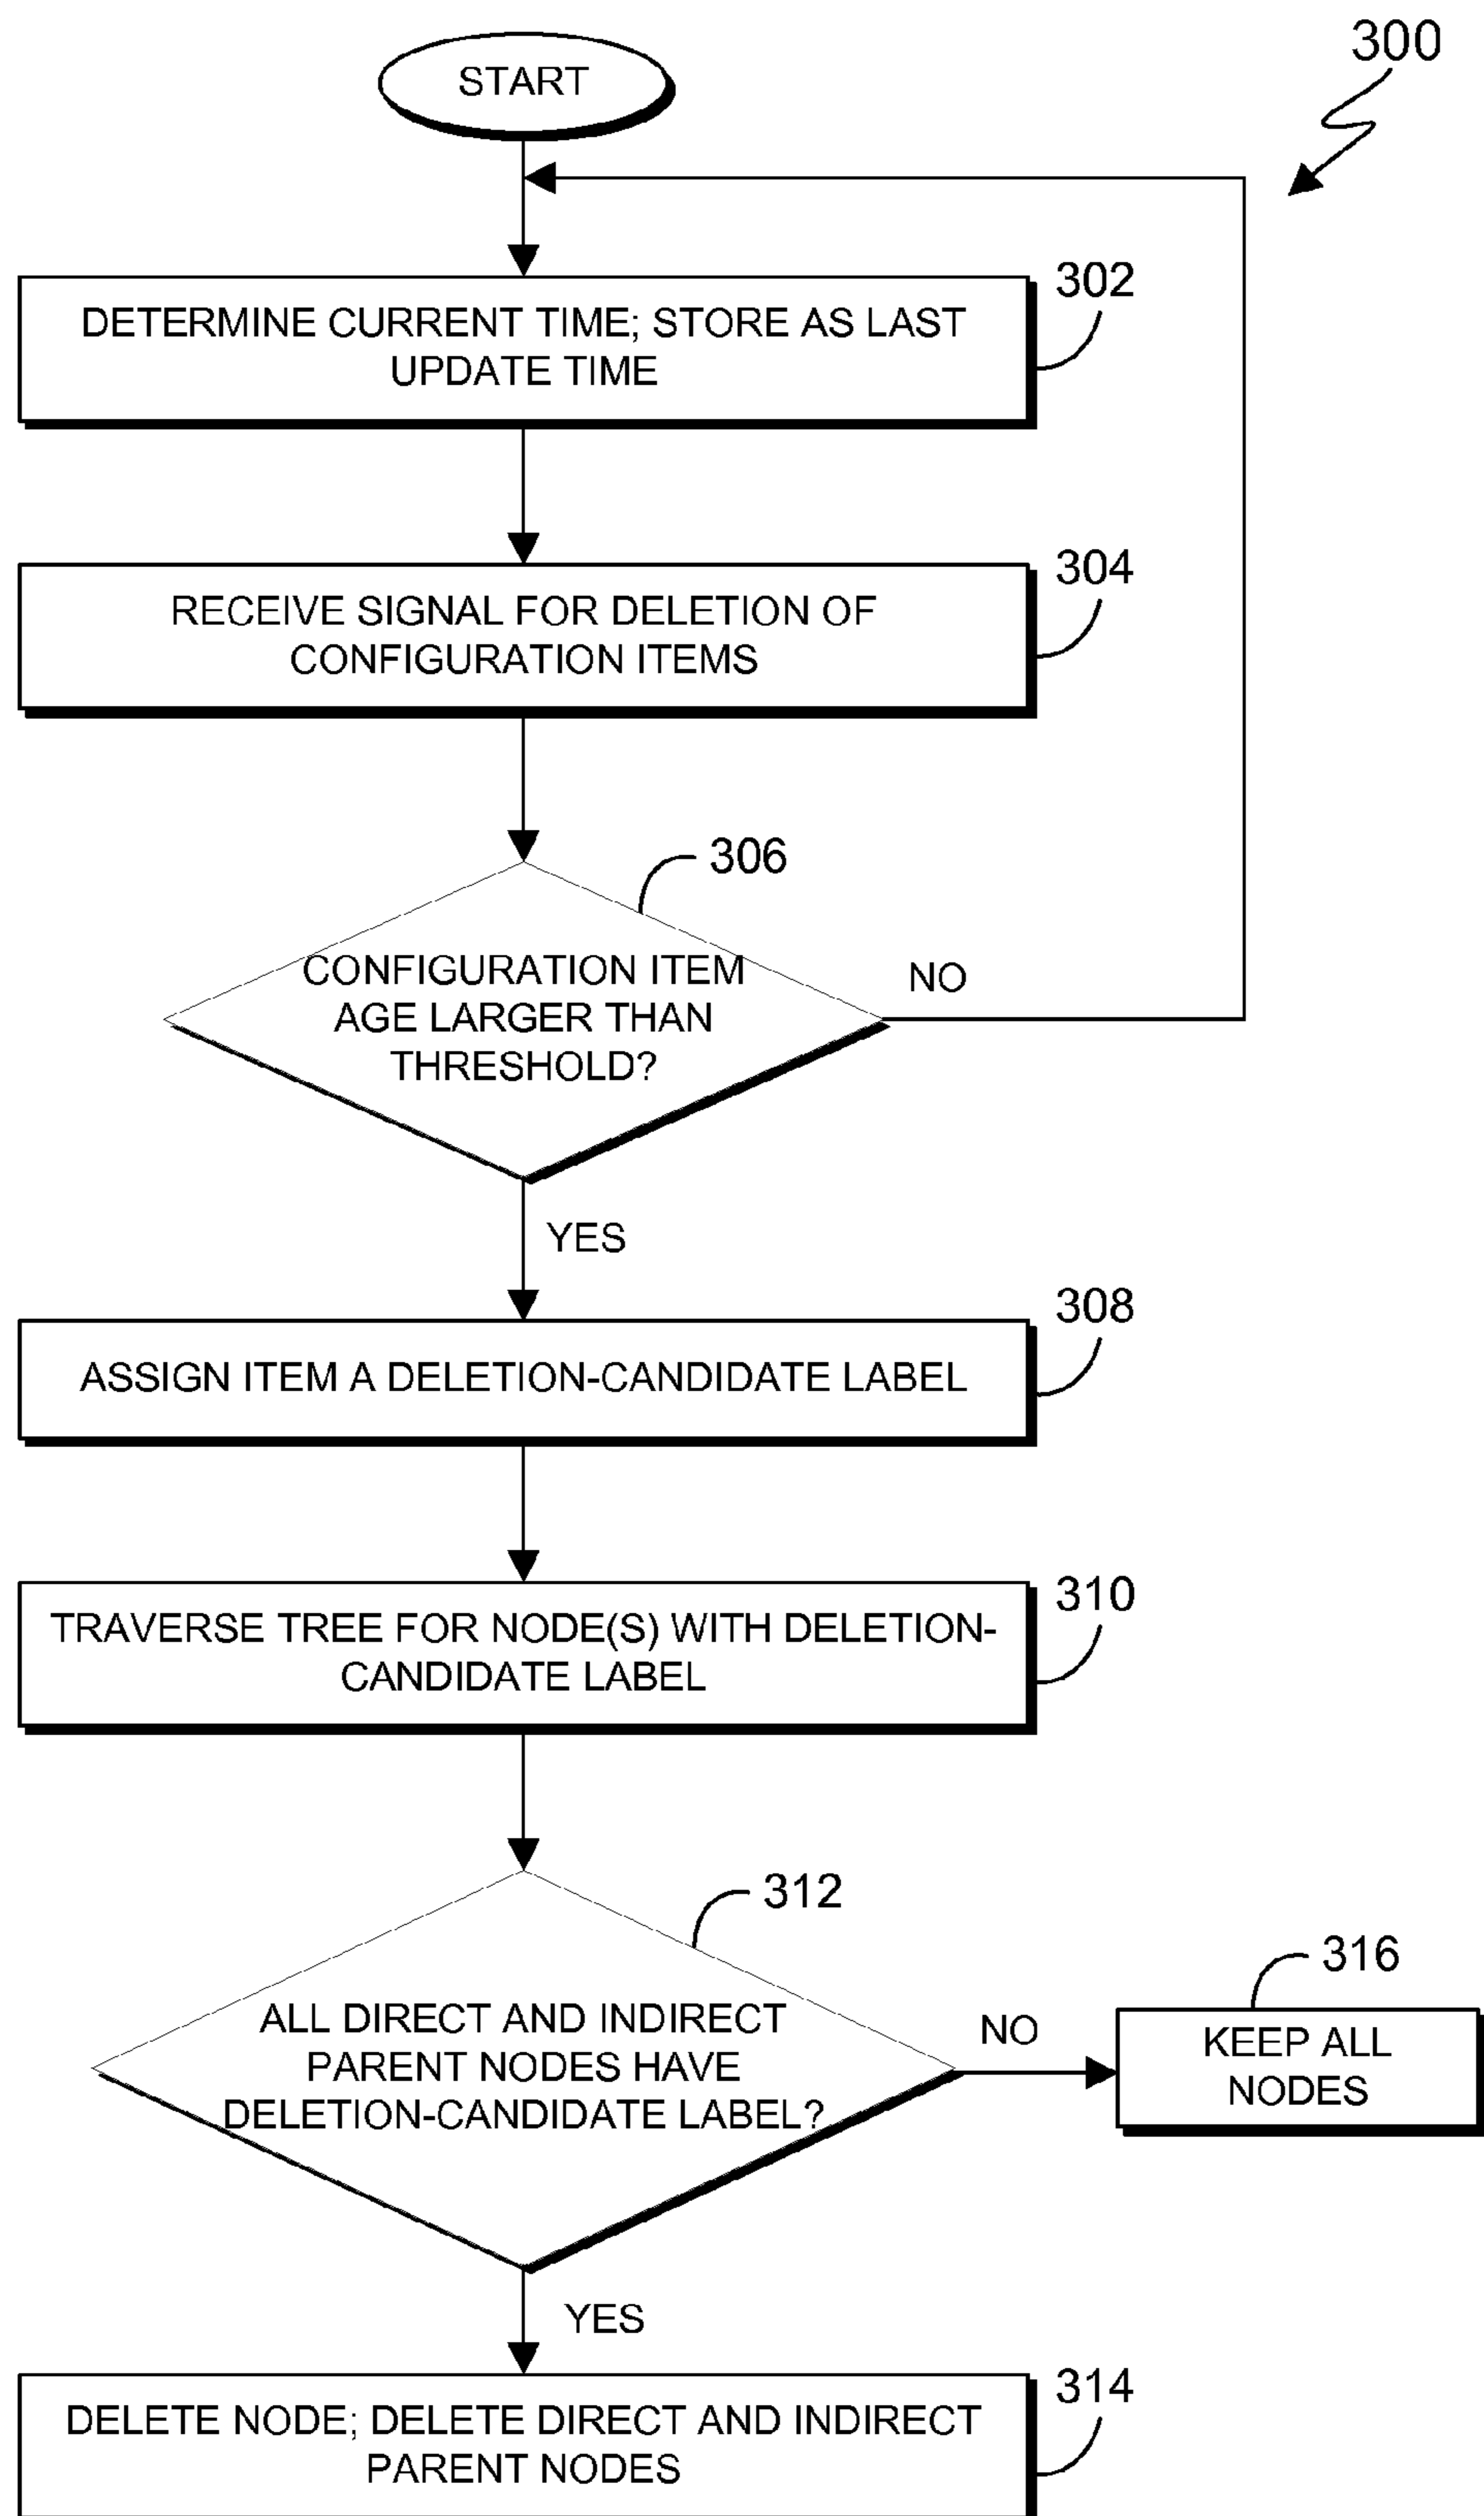 START
300
302
DETERMINE CURRENT TIME; STORE AS LAST
UPDATE TIME
304
RECEIVE SIGNAL FOR DELETION OF
CONFIGURATION ITEMS
306
CONFIGURATION ITEM
AGE LARGER THAN
THRESHOLD?
NO
YES
308
ASSIGN ITEM A DELETION-CANDIDATE LABEL
310
TRAVERSE TREE FOR NODE(S) WITH DELETION-
CANDIDATE LABEL
312
ALL DIRECT AND INDIRECT
PARENT NODES HAVE
DELETION-CANDIDATE LABEL?
NO
316
KEEP ALL
NODES
YES
314
DELETE NODE; DELETE DIRECT AND INDIRECT
PARENT NODES